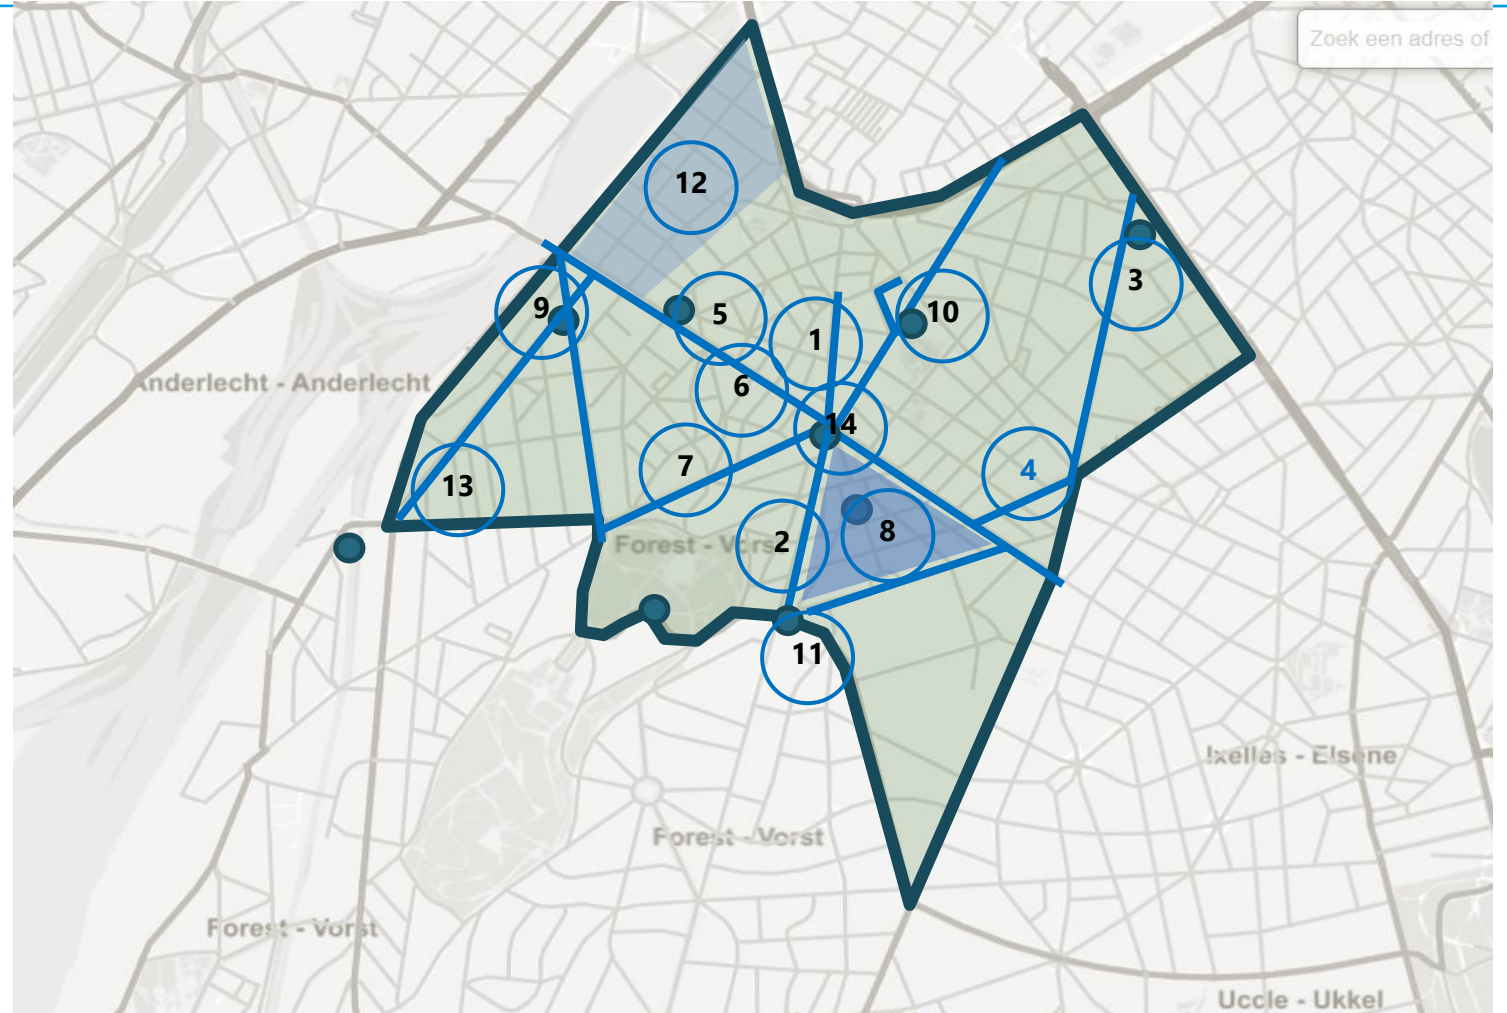 Zoek een adres of
12
3
9
5
10
1
Anderlecht - Anderlecht
6
14
7
4
13
8
2
Forest - Vorst
11
Ixelles - Elsene
Forest - Vorst
Forest - Vorst
Uccle - Ukkel